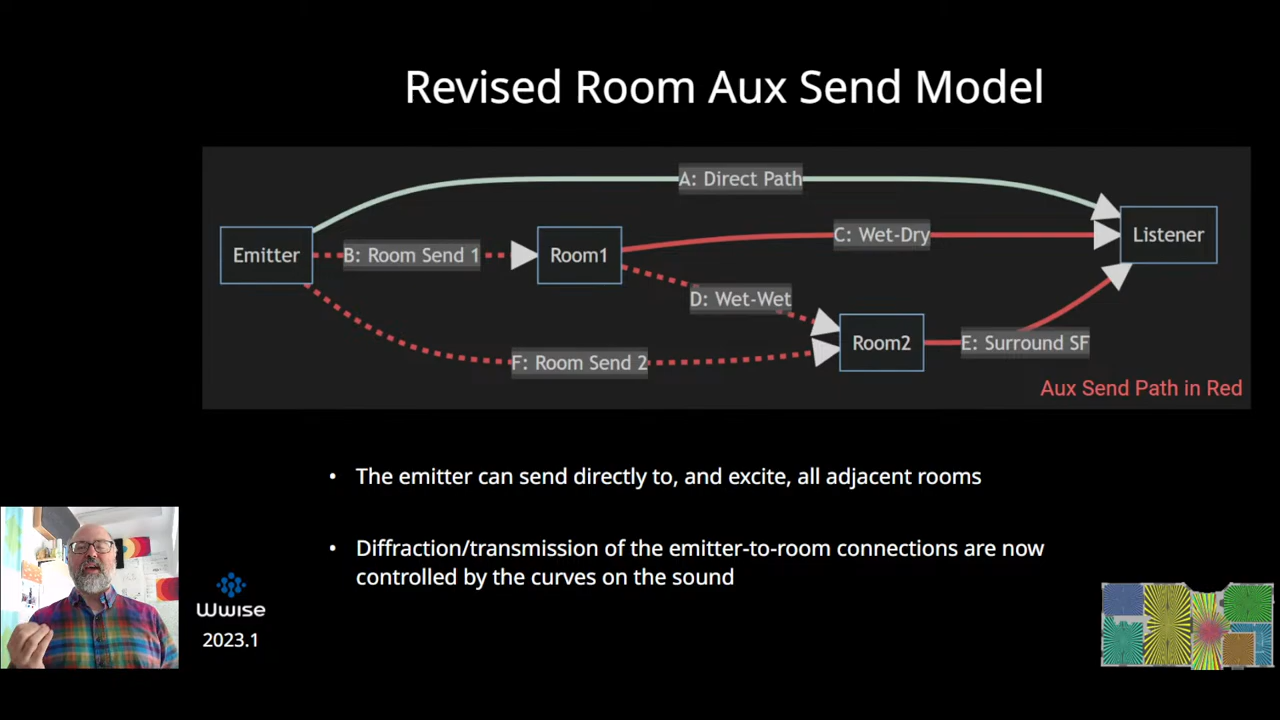 Revised Room Aux Send Model
A: Direct Path
Emitter
B: Room Send 1
Room1
C: Wet-Dry
Listener
D: Wet-Wet
F: Room Send 2
Room2
E: Surround SF
Aux Send Path in Red
• The emitter can send directly to, and excite, all adjacent rooms
• Diffraction/transmission of the emitter-to-room connections are now
controlled by the curves on the sound
wwise
2023.1